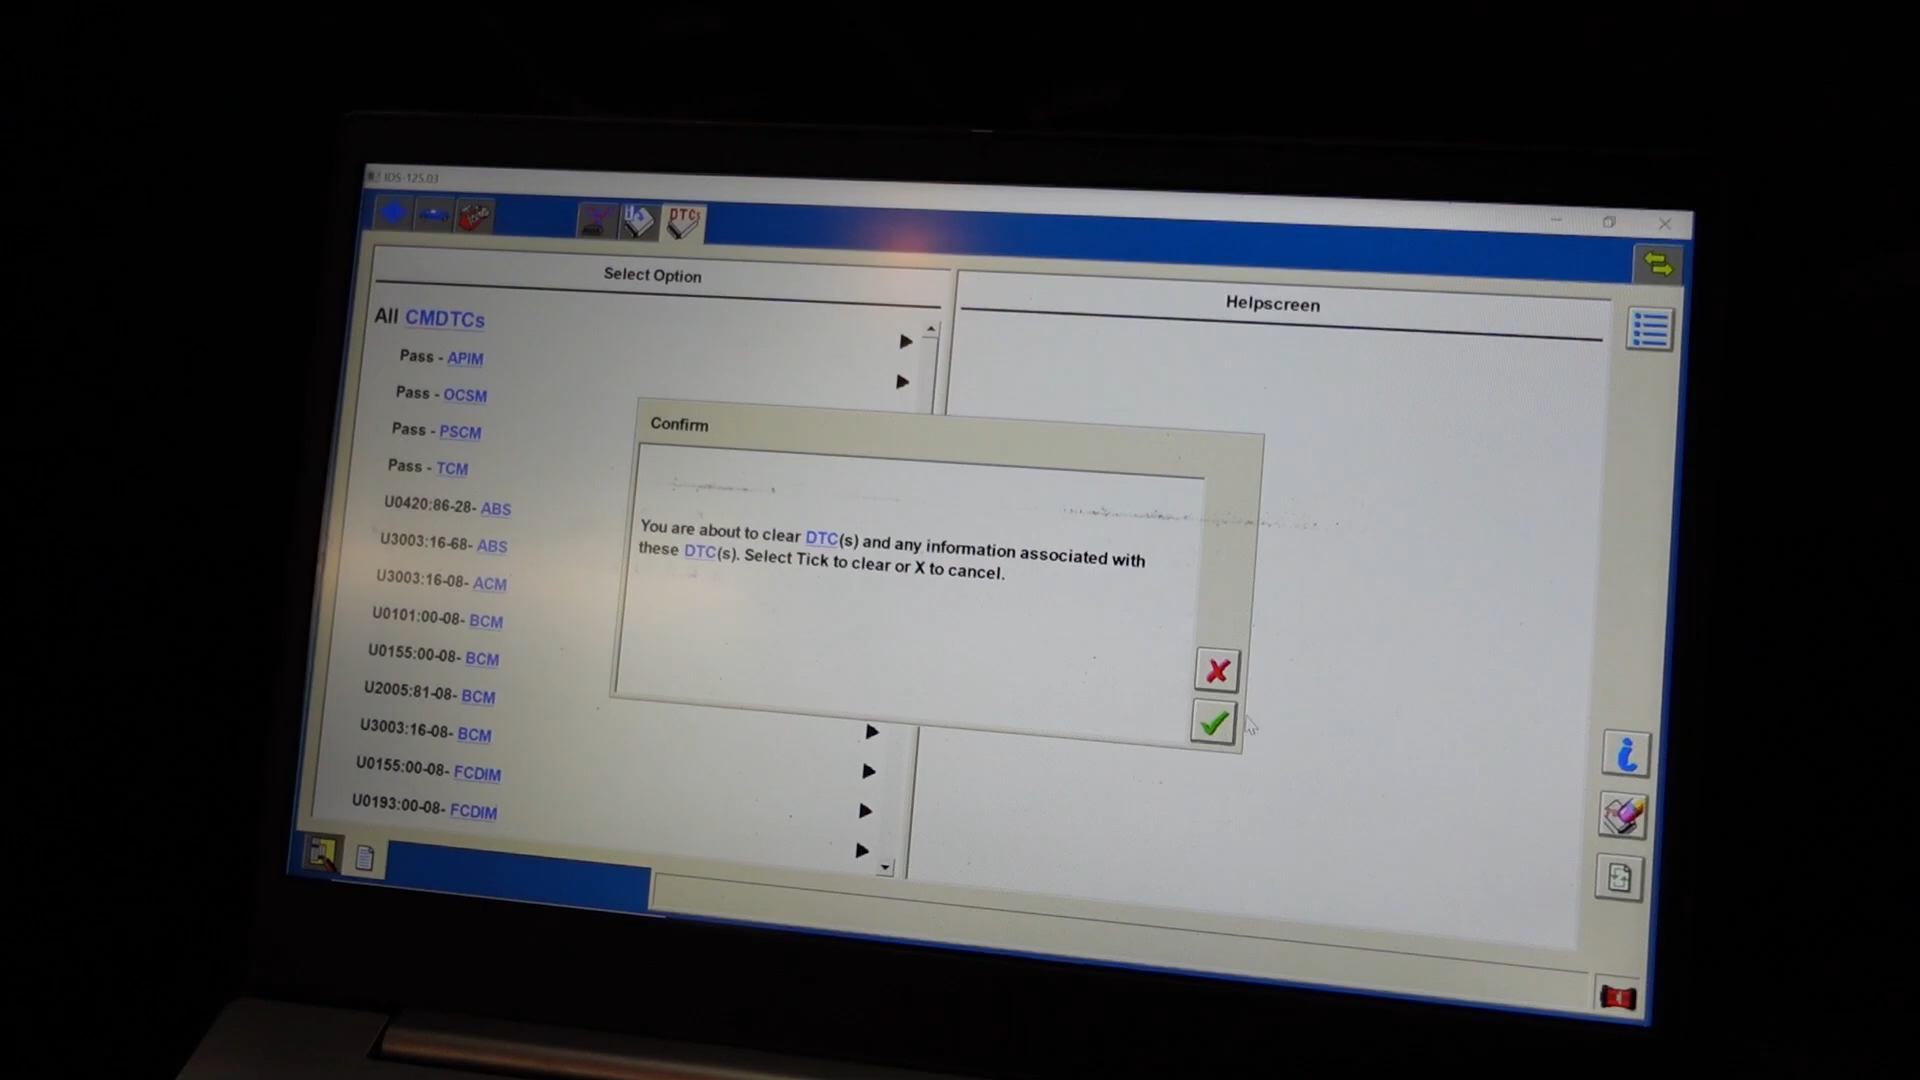 IDS-125.03
DTCs
Select Option
Helpscreen
All CMDTCs
Pass - APIM
Pass - OCSM
Pass - PSCM
Pass - TCM
U0420:86-28- ABS
U3003:16-68- ABS
U3003:16-08- ACM
U0101:00-08- BCM
U0155:00-08- BCM
U2005:81-08- BCM
U3003:16-08- BCM
U0155:00-08- FCDIM
U0193:00-08- FCDIM
Confirm
You are about to clear DTC(s) and any information associated with
these DTC(s). Select Tick to clear or X to cancel.